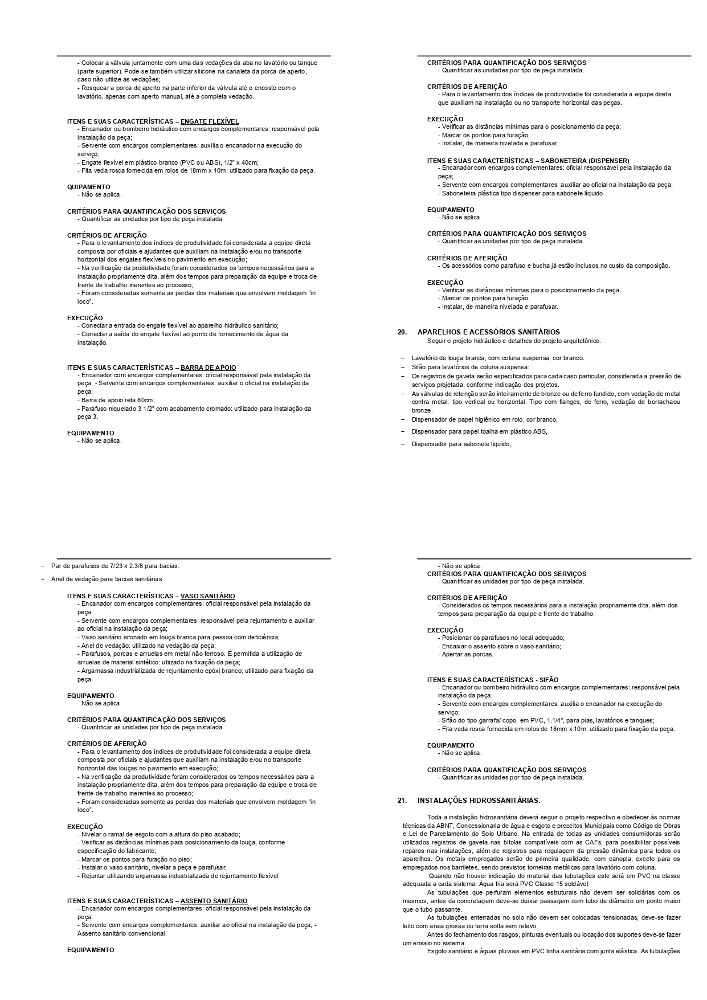 - Colocar a válvula juntamente com uma das vedações da aba no lavatório ou tanque
(parte superior). Pode-se também utilizar silicone na canaleta da porca de aperto,
caso não utilize as vedações;
- Rosquear a porca de aperto na parte inferior da válvula até o encosto com o
lavatório, apenas com aperto manual, até a completa vedação.
ITENS E SUAS CARACTERÍSTICAS – ENGATE FLEXÍVEL
- Encanador ou bombeiro hidráulico com encargos complementares: responsável pela
instalação da peça;
- Servente com encargos complementares: auxilia o encanador na execução do
serviço;
- Engate flexível em plástico branco (PVC ou ABS), 1/2” x 40cm;
- Fita veda rosca fornecida em rolos de 18mm x 10m: utilizado para fixação da peça.
QUIPAMENTO
- Não se aplica.
CRITÉRIOS PARA QUANTIFICAÇÃO DOS SERVIÇOS
- Quantificar as unidades por tipo de peça instalada.
CRITÉRIOS DE AFERIÇÃO
- Para o levantamento dos índices de produtividade foi considerada a equipe direta
composta por oficiais e ajudantes que auxiliam na instalação e/ou no transporte
horizontal dos engates flexíveis no pavimento em execução;
- Na verificação da produtividade foram considerados os tempos necessários para a
instalação propriamente dita, além dos tempos para preparação da equipe e troca de
frente de trabalho inerentes ao processo;
- Foram consideradas somente as perdas dos materiais que envolvem moldagem “in
loco”.
EXECUÇÃO
- Conectar a entrada do engate flexível ao aparelho hidráulico sanitário;
- Conectar a saída do engate flexível ao ponto de fornecimento de água da
instalação.
ITENS E SUAS CARACTERÍSTICAS – BARRA DE APOIO
- Encanador com encargos complementares: oficial responsável pela instalação da
peça; - Servente com encargos complementares: auxiliar o oficial na instalação da
peça;
- Barra de apoio reta 80cm;
- Parafuso niquelado 3 1/2" com acabamento cromado: utilizado para instalação da
peça 3.
EQUIPAMENTO
- Não se aplica.
CRITÉRIOS PARA QUANTIFICAÇÃO DOS SERVIÇOS
- Quantificar as unidades por tipo de peça instalada.
CRITÉRIOS DE AFERIÇÃO
- Para o levantamento dos índices de produtividade foi considerada a equipe direta
que auxiliam na instalação ou no transporte horizontal das peças.
EXECUÇÃO
- Verificar as distâncias mínimas para o posicionamento da peça;
- Marcar os pontos para furação;
- Instalar, de maneira nivelada e parafusar.
ITENS E SUAS CARACTERÍSTICAS – SABONETEIRA (DISPENSER)
- Encanador com encargos complementares: oficial responsável pela instalação da
peça;
- Servente com encargos complementares: auxiliar ao oficial na instalação da peça;
- Saboneteira plástica tipo dispenser para sabonete líquido.
EQUIPAMENTO
- Não se aplica.
CRITÉRIOS PARA QUANTIFICAÇÃO DOS SERVIÇOS
- Quantificar as unidades por tipo de peça instalada.
CRITÉRIOS DE AFERIÇÃO
- Os acessórios como parafuso e bucha já estão inclusos no custo da composição.
EXECUÇÃO
- Verificar as distâncias mínimas para o posicionamento da peça;
- Marcar os pontos para furação;
- Instalar, de maneira nivelada e parafusar.
20. APARELHOS E ACESSÓRIOS SANITÁRIOS
Seguir o projeto hidráulico e detalhes do projeto arquitetônico.
– Lavatório de louça branca, com coluna suspensa, cor branco.
– Sifão para lavatórios de coluna suspensa:
– Os registros de gaveta serão especificados para cada caso particular, considerada a pressão de
serviços projetada, conforme indicação dos projetos.
– As válvulas de retenção serão inteiramente de bronze ou de ferro fundido, com vedação de metal
contra metal, tipo vertical ou horizontal. Tipo com flanges, de ferro, vedação de borrachaou
bronze.
– Dispensador de papel higiênico em rolo, cor branco,
– Dispensador para papel toalha em plástico ABS,
– Dispensador para sabonete liquido,
– Par de parafusos de 7/23 x 2.3/8 para bacias.
– Anel de vedação para bacias sanitárias
ITENS E SUAS CARACTERÍSTICAS – VASO SANITÁRIO
- Encanador com encargos complementares: oficial responsável pela instalação da
peça;
- Servente com encargos complementares: responsável pela rejuntamento e auxiliar
ao oficial na instalação da peça;
- Vaso sanitário sifonado em louça branca para pessoa com deficiência;
- Anel de vedação: utilizado na vedação da peça;
- Parafusos, porcas e arruelas em metal não ferroso. É permitida a utilização de
arruelas de material sintético: utiizado na fixação da peça;
- Argamassa industrializada de rejuntamento epóxi branco: utilizado para fixação da
peça.
EQUIPAMENTO
- Não se aplica.
CRITÉRIOS PARA QUANTIFICAÇÃO DOS SERVIÇOS
- Quantificar as unidades por tipo de peça instalada.
CRITÉRIOS DE AFERIÇÃO
- Para o levantamento dos índices de produtividade foi considerada a equipe direta
composta por oficiais e ajudantes que auxiliam na instalação e/ou no transporte
horizontal das louças no pavimento em execução;
- Na verificação da produtividade foram considerados os tempos necessários para a
instalação propriamente dita, além dos tempos para preparação da equipe e troca de
frente de trabalho inerentes ao processo;
- Foram consideradas somente as perdas dos materiais que envolvem moldagem “in
loco”.
EXECUÇÃO
- Nivelar o ramal de esgoto com a altura do piso acabado;
- Verificar as distâncias mínimas para posicionamento da louça, conforme
especificação do fabricante;
- Marcar os pontos para furação no piso;
- Instalar o vaso sanitário, nivelar a peça e parafusar;
- Rejuntar utilizando argamassa industrializada de rejuntamento flexível.
ITENS E SUAS CARACTERÍSTICAS – ASSENTO SANITÁRIO
- Encanador com encargos complementares: oficial responsável pela instalação da
peça;
- Servente com encargos complementares: auxiliar ao oficial na instalação da peça; -
Assento sanitário convencional.
EQUIPAMENTO
- Não se aplica.
CRITÉRIOS PARA QUANTIFICAÇÃO DOS SERVIÇOS
- Quantificar as unidades por tipo de peça instalada.
CRITÉRIOS DE AFERIÇÃO
- Considerados os tempos necessários para a instalação propriamente dita, além dos
tempos para preparação da equipe e frente de trabalho.
EXECUÇÃO
- Posicionar os parafusos no local adequado;
- Encaixar o assento sobre o vaso sanitário;
- Apertar as porcas.
ITENS E SUAS CARACTERÍSTICAS - SIFÃO
- Encanador ou bombeiro hidráulico com encargos complementares: responsável pela
instalação da peça;
- Servente com encargos complementares: auxilia o encanador na execução do
serviço;
- Sifão do tipo garrafa/ copo, em PVC, 1.1/4”, para pias, lavatórios e tanques;
- Fita veda rosca fornecida em rolos de 18mm x 10m: utilizado para fixação da peça.
EQUIPAMENTO
- Não se aplica.
CRITÉRIOS PARA QUANTIFICAÇÃO DOS SERVIÇOS
- Quantificar as unidades por tipo de peça instalada.
21. INSTALAÇÕES HIDROSSANITÁRIAS.
Toda a instalação hidrosanitária deverá seguir o projeto respectivo e obedecer às normas
técnicas da ABNT, Concessionaria de água e esgoto e preceitos Municipais como Código de Obras
e Lei de Parcelamento do Solo Urbano. Na entrada de todas as unidades consumidoras serão
utilizados registros de gaveta nas bitolas compatíveis com as CAFs, para possibilitar possíveis
reparos nas instalações, além de registros para regulagem da pressão dinâmica para todos os
aparelhos. Os metais empregados serão de primeira qualidade, com canopla, exceto para os
empregados nos barriletes, sendo previstos torneiras metálicas para lavatório com coluna.
Quando não houver indicação do material das tubulações este será em PVC na classe
adequada a cada sistema. Água fria será PVC Classe 15 soldável.
As tubulações que perfuram elementos estruturais não devem ser solidárias com os
mesmos, antes da concretagem deve-se deixar passagem com tubo de diâmetro um ponto maior
que o tubo passante.
As tubulações enterradas no solo não devem ser colocadas tensionadas, deve-se fazer
leito com areia grossa ou terra solta sem relevo.
Antes do fechamento dos rasgos, pinturas eventuais ou locação dos suportes deve-se fazer
um ensaio no sistema.
Esgoto sanitário e águas pluviais em PVC linha sanitária com junta elástica. As tubulações